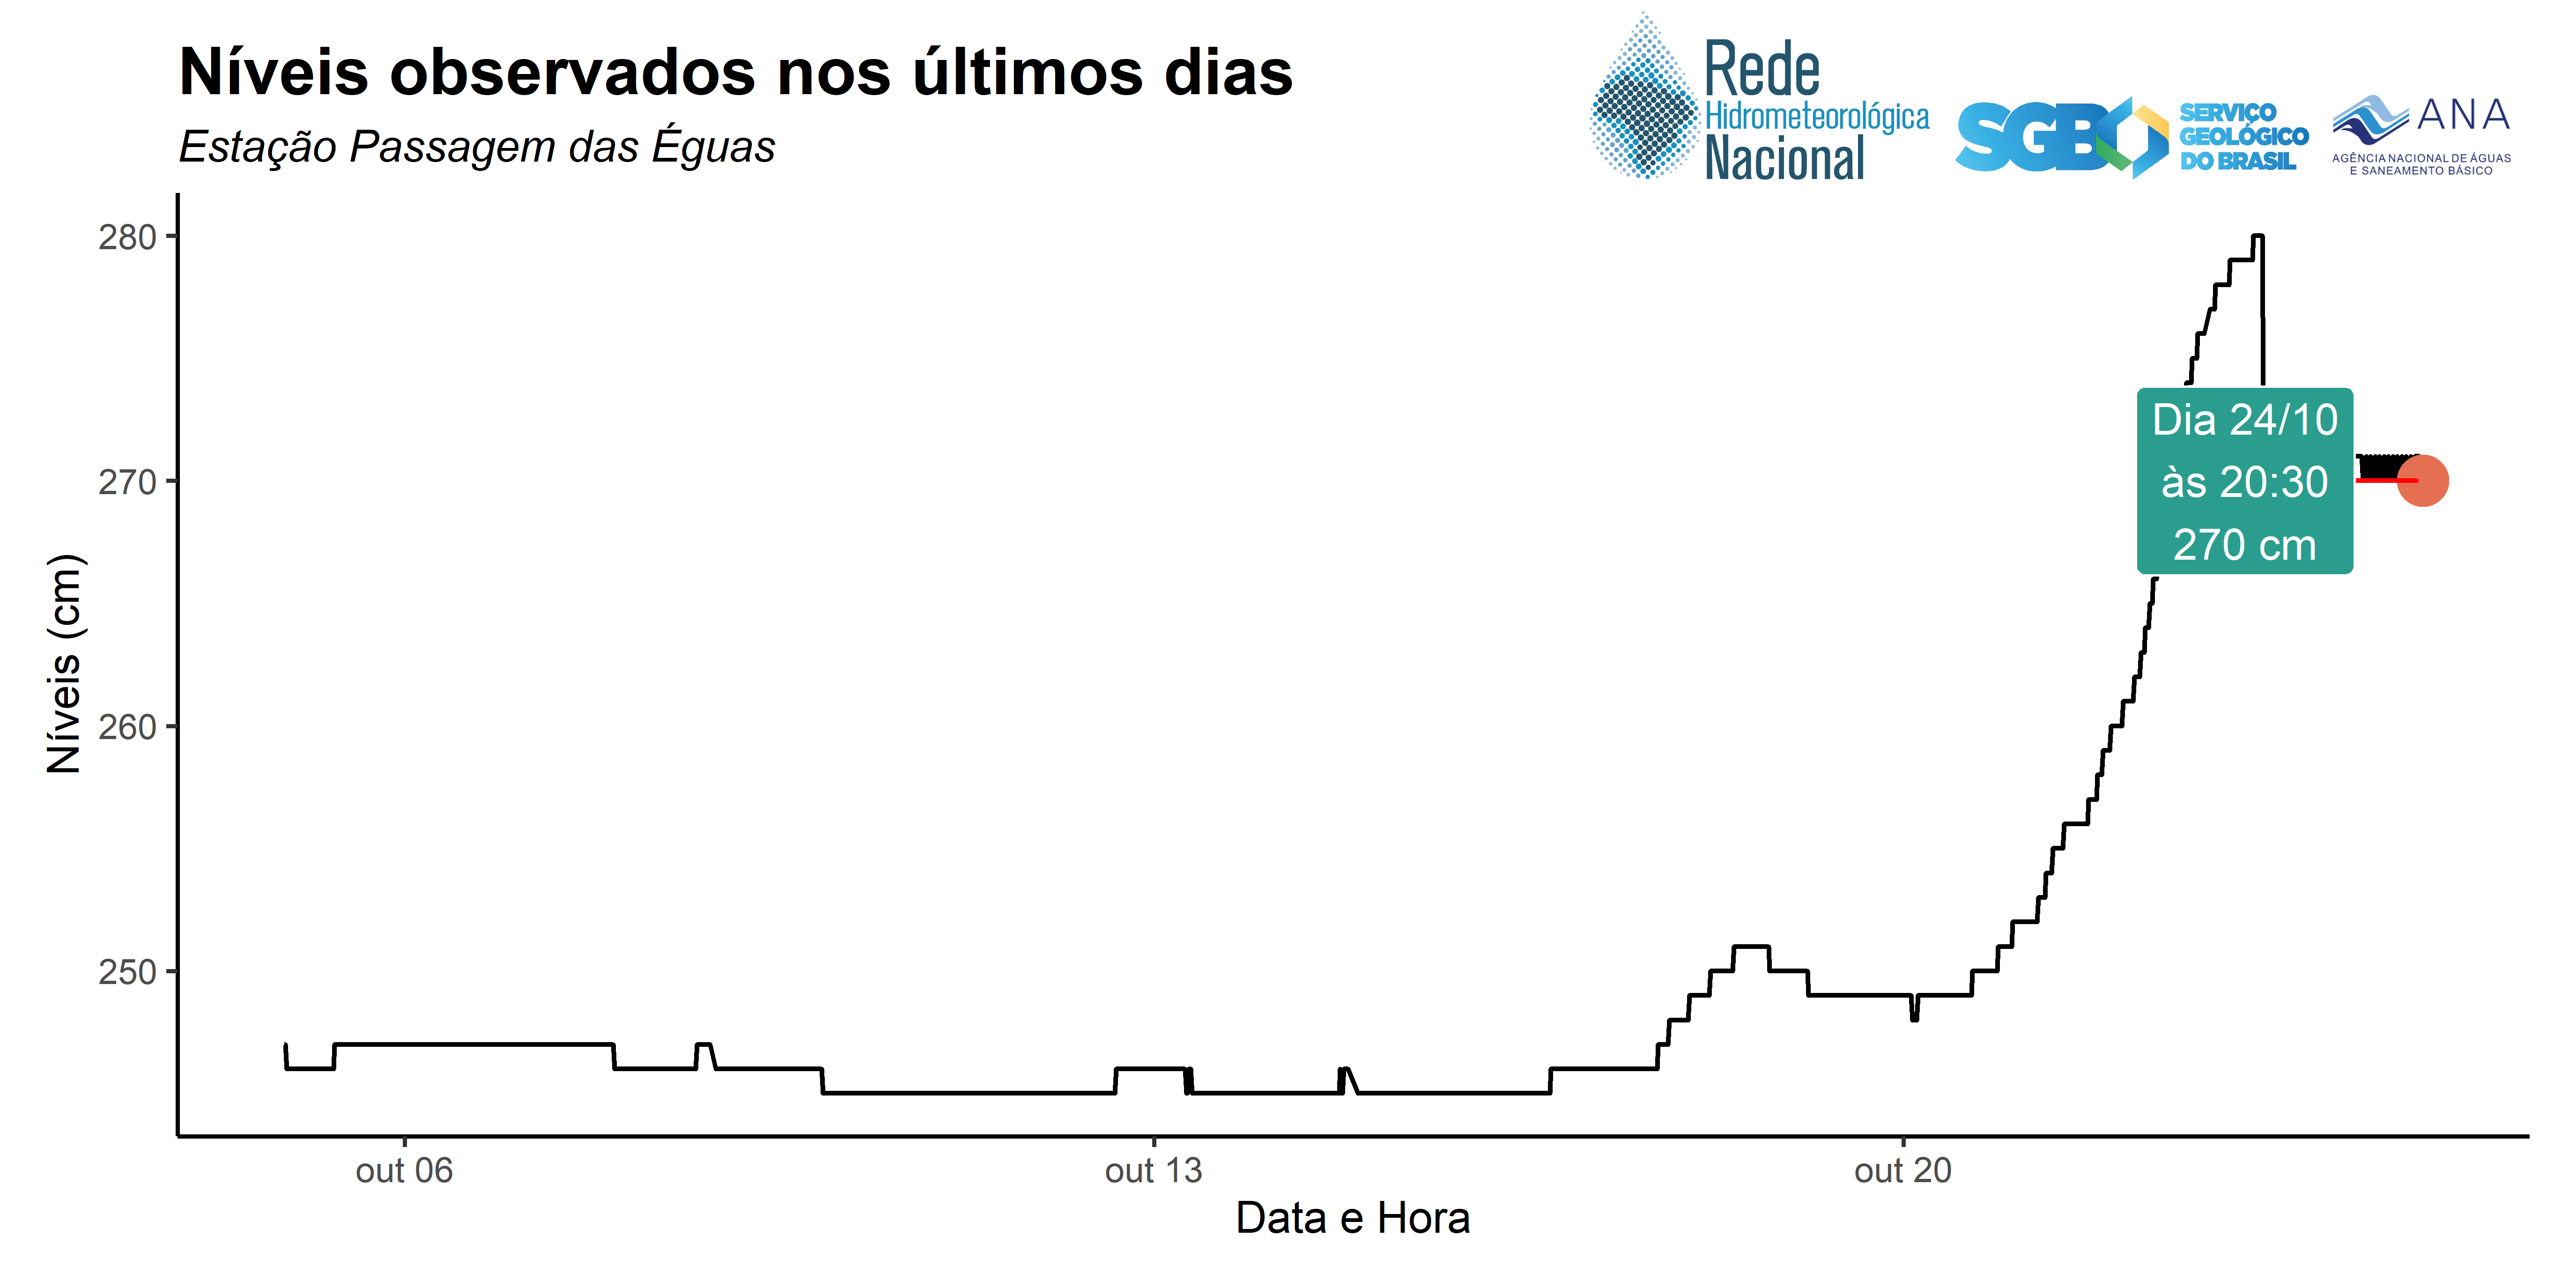 Níveis observados nos últimos dias
Estação Passagem das Éguas
Rede
Hidrometeorológica
Nacional
SGB
SERVIÇO
GEOLÓGICO
DO BRASIL
ANA
AGÊNCIA NACIONAL DE ÁGUAS
E SANEAMENTO BÁSICO
Níveis (cm)
280
270
260
250
Dia 24/10
às 20:30
270 cm
out 06
out 13
out 20
Data e Hora